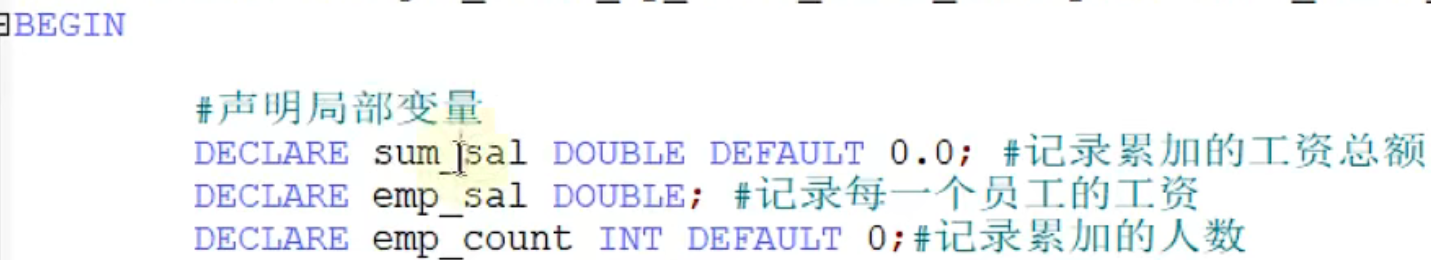 BEGIN
#声明局部变量
DECLARE sum_sal DOUBLE DEFAULT 0.0; #记录累加的工资总额
DECLARE emp_sal DOUBLE; #记录每一个员工的工资
DECLARE emp_count INT DEFAULT 0;#记录累加的人数